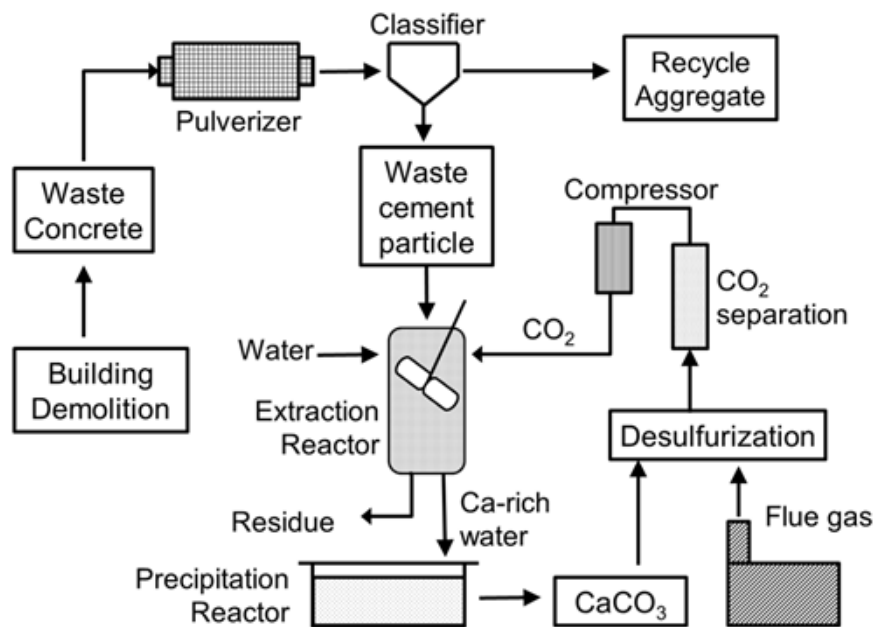 Classifier
Pulverizer
Recycle
Aggregate
Waste
Concrete
Waste
cement
particle
Compressor
CO₂
separation
Building
Demolition
Water
CO₂
Extraction
Reactor
Desulfurization
Residue
Ca-rich
water
Flue gas
Precipitation
Reactor
CaCO₃